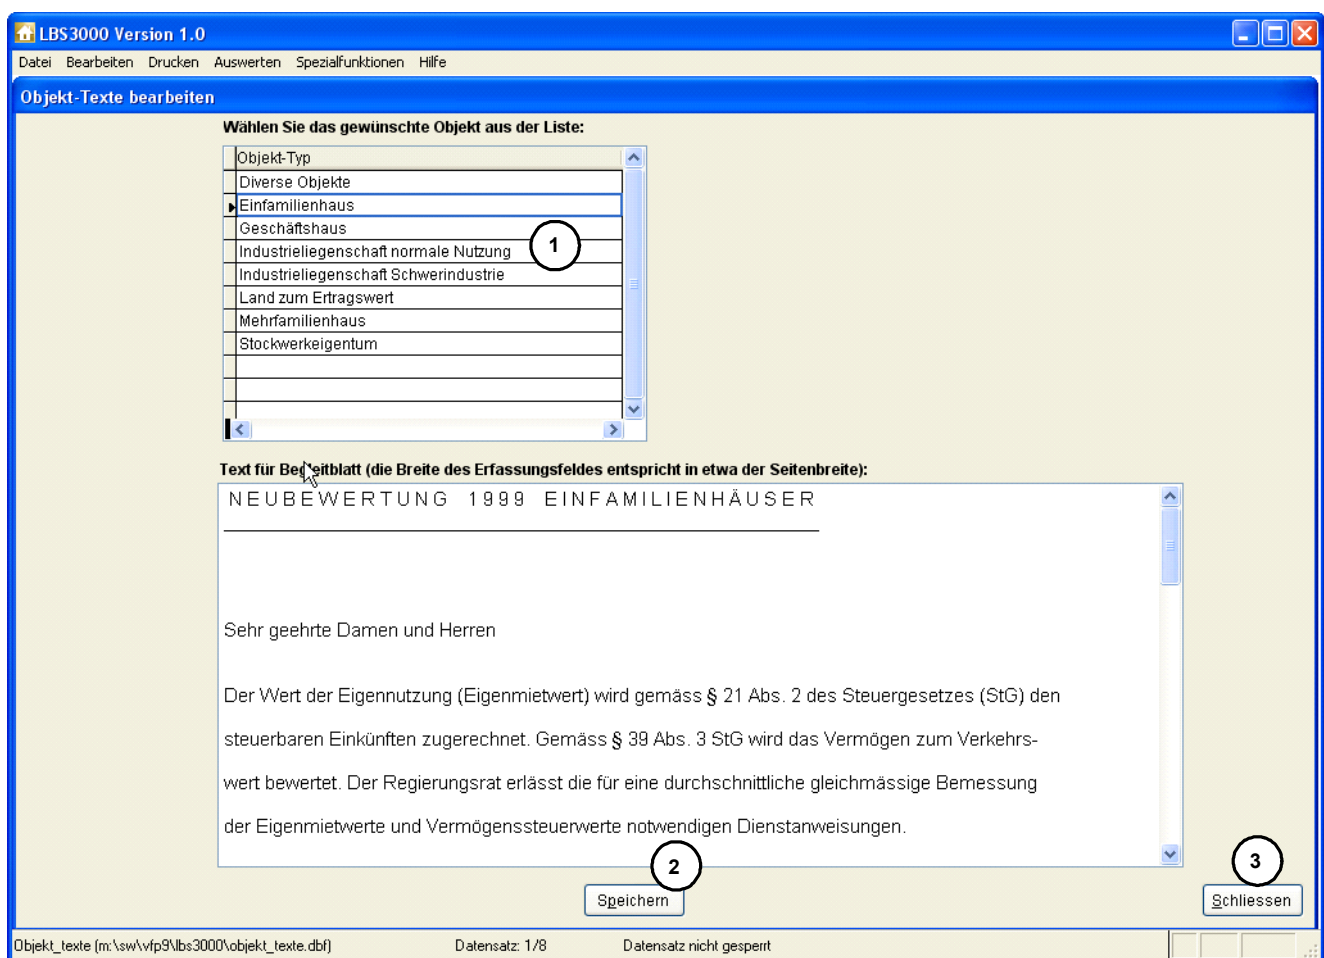 LBS3000 Version 1.0
Datei Bearbeiten Drucken Auswerten Spezialfunktionen Hilfe
Objekt-Texte bearbeiten
Wählen Sie das gewünschte Objekt aus der Liste:
Objekt-Typ
Diverse Objekte
Einfamilienhaus
Geschäftshaus
1
Industrieliegenschaft normale Nutzung
Industrieliegenschaft Schwerindustrie
Land zum Ertragswert
Mehrfamilienhaus
Stockwerkeigentum
Text für Begleitblatt (die Breite des Erfassungsfeldes entspricht in etwa der Seitenbreite):
NEUBEWERTUNG 1999 EINFAMILIENHÄUSER
Sehr geehrte Damen und Herren
Der Wert der Eigennutzung (Eigenmietwert) wird gemäss § 21 Abs. 2 des Steuergesetzes (StG) den
steuerbaren Einkünften zugerechnet. Gemäss § 39 Abs. 3 StG wird das Vermögen zum Verkehrs-
wert bewertet. Der Regierungsrat erlässt die für eine durchschnittliche gleichmässige Bemessung
der Eigenmietwerte und Vermögenssteuerwerte notwendigen Dienstanweisungen.
2
3
Speichern
Schliessen
Objekt_texte (m:\sw\vfp9\lbs3000\objekt_texte.dbf) Datensatz: 1/8 Datensatz nicht gesperrt